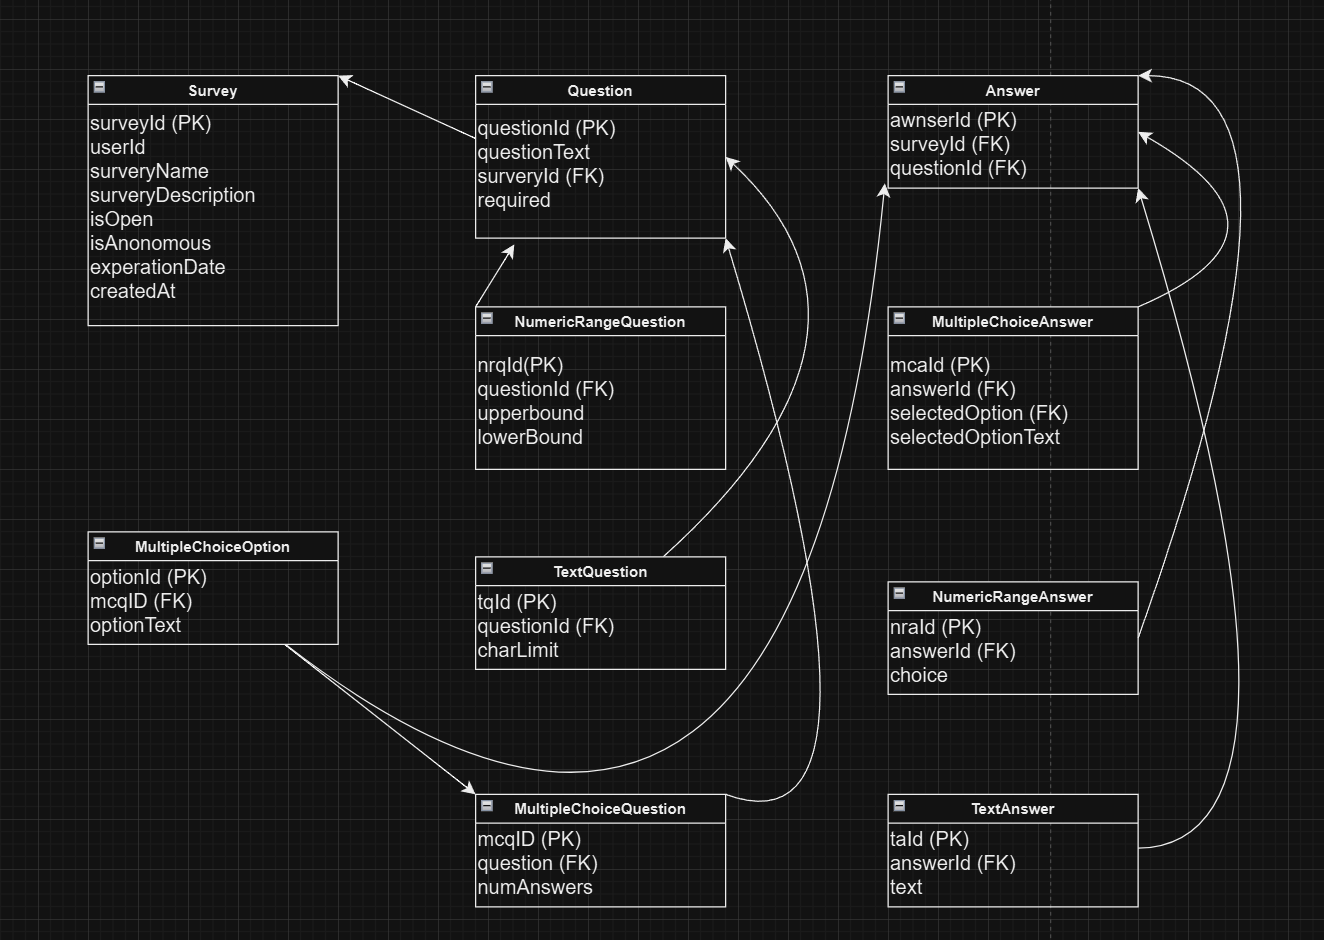 Survey
surveyId (PK)
userId
surveryName
surveryDescription
isOpen
isAnonomous
experationDate
createdAt
Question
questionId (PK)
questionText
surveryId (FK)
required
Answer
awnserId (PK)
surveyId (FK)
questionId (FK)
NumericRangeQuestion
nrqId(PK)
questionId (FK)
upperbound
lowerBound
MultipleChoiceAnswer
mcaId (PK)
answerId (FK)
selectedOption (FK)
selectedOptionText
MultipleChoiceOption
optionId (PK)
mcqID (FK)
optionText
TextQuestion
tqId (PK)
questionId (FK)
charLimit
NumericRangeAnswer
nraId (PK)
answerId (FK)
choice
MultipleChoiceQuestion
mcqID (PK)
question (FK)
numAnswers
TextAnswer
taId (PK)
answerId (FK)
text